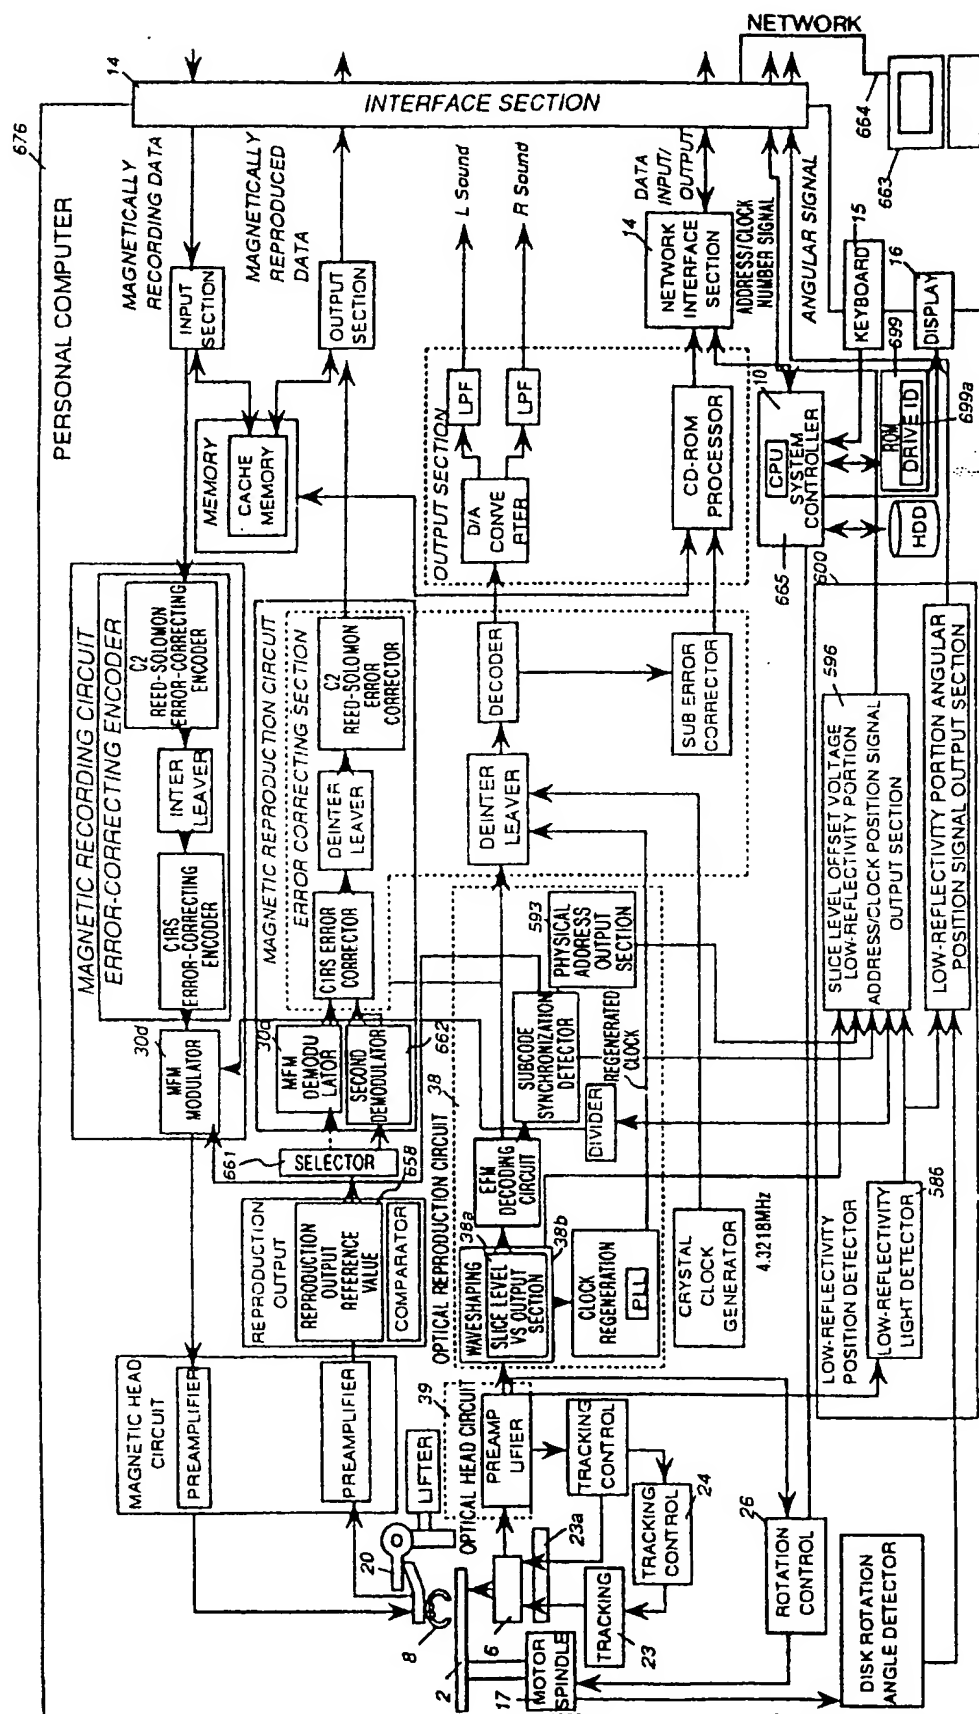 NETWORK
676
14
PERSONAL COMPUTER
INTERFACE SECTION
MAGNETICALLY
RECORDING DATA
MAGNETICALLY
REPRODUCED
DATA
L Sound
R Sound
DATA
INPUT/
OUTPUT
14
ADDRESS/CLOCK
NUMBER SIGNAL
ANGULAR SIGNAL
664
663
INPUT
SECTION
OUTPUT
SECTION
NETWORK
INTERFACE
SECTION
15
KEYBOARD
16
DISPLAY
699
ROM
DRIVE ID
699a
MEMORY
CACHE
MEMORY
OUTPUT SECTION
LPF
LPF
D/A
CONVE
RTER
CD-ROM
PROCESSOR
10
CPU
SYSTEM
CONTROLLER
665
HDD
600
MAGNETIC RECORDING CIRCUIT
ERROR-CORRECTING ENCODER
C2
REED-SOLOMON
ERROR-CORRECTING
ENCODER
INTER
LEAVER
C1RS
ERROR-CORRECTING
ENCODER
30d
MFM
MODULATOR
MAGNETIC REPRODUCTION CIRCUIT
ERROR CORRECTING SECTION
C2
REED-SOLOMON
ERROR
CORRECTOR
DEINTER
LEAVER
C1RS ERROR
CORRECTOR
30d
MFM
DEMODU
LATOR
SECOND
DEMODULATOR
662
661
SELECTOR
658
DECODER
DEINTER
LEAVER
SUB ERROR
CORRECTOR
596
SLICE LEVEL OFFSET VOLTAGE
LOW-REFLECTIVITY PORTION
ADDRESS/CLOCK POSITION SIGNAL
OUTPUT SECTION
LOW-REFLECTIVITY PORTION ANGULAR
POSITION SIGNAL OUTPUT SECTION
593
PHYSICAL
ADDRESS OUTPUT
SECTION
38
SUBCODE
SYNCHRONIZATION
DETECTOR
REGENERATED
CLOCK
DIVIDER
OPTICAL REPRODUCTION CIRCUIT
EFM
DECODING
CIRCUIT
38a
38b
WAVESHAPING
SLICE LEVEL
VS OUTPUT
SECTION
CLOCK
REGENERATION
PLL
CRYSTAL
CLOCK
GENERATOR
4.3218MHz
REPRODUCTION
OUTPUT
REPRODUCTION
OUTPUT
REFERENCE
VALUE
COMPARATOR
LOW-REFLECTIVITY
POSITION DETECTOR
LOW-REFLECTIVITY
LIGHT DETECTOR
586
MAGNETIC HEAD
CIRCUIT
PREAMPLIFIER
PREAMPLIFIER
LIFTER
20
8
2
39
OPTICAL HEAD CIRCUIT
PREAMP
LIFIER
TRACKING
CONTROL
23a
6
TRACKING
CONTROL
24
TRACKING
23
17
MOTOR
SPINDLE
26
ROTATION
CONTROL
DISK ROTATION
ANGLE DETECTOR